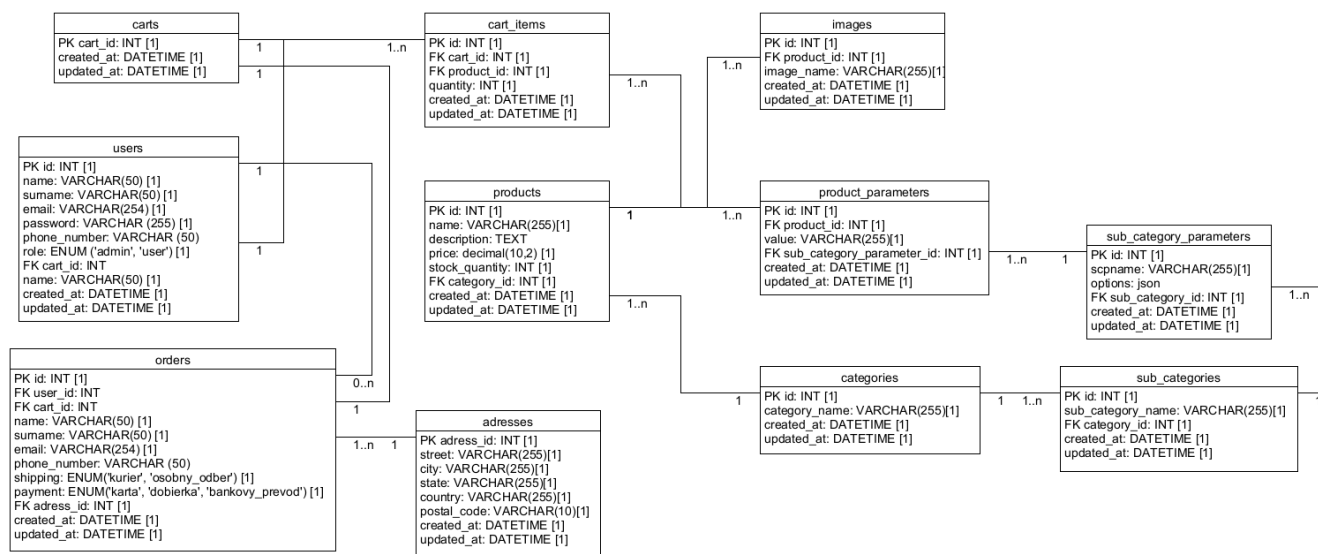 carts
PK cart_id: INT [1]
created_at: DATETIME [1]
updated_at: DATETIME [1]
1
1
cart_items
PK id: INT [1]
FK cart_id: INT [1]
FK product_id: INT [1]
quantity: INT [1]
created_at: DATETIME [1]
updated_at: DATETIME [1]
1..n
1..n
images
PK id: INT [1]
FK product_id: INT [1]
image_name: VARCHAR(255)[1]
created_at: DATETIME [1]
updated_at: DATETIME [1]
1..n
users
PK id: INT [1]
name: VARCHAR(50) [1]
surname: VARCHAR(50) [1]
email: VARCHAR(254) [1]
password: VARCHAR (255) [1]
phone_number: VARCHAR (50)
role: ENUM ('admin', 'user') [1]
FK cart_id: INT
name: VARCHAR(50) [1]
created_at: DATETIME [1]
updated_at: DATETIME [1]
1
1
products
PK id: INT [1]
name: VARCHAR(255)[1]
description: TEXT
price: decimal(10,2) [1]
stock_quantity: INT [1]
FK category_id: INT [1]
created_at: DATETIME [1]
updated_at: DATETIME [1]
1
1..n
product_parameters
PK id: INT [1]
FK product_id: INT [1]
value: VARCHAR(255)[1]
FK sub_category_parameter_id: INT [1]
created_at: DATETIME [1]
updated_at: DATETIME [1]
1..n
1..n
sub_category_parameters
PK id: INT [1]
scpname: VARCHAR(255)[1]
options: json
FK sub_category_id: INT [1]
created_at: DATETIME [1]
updated_at: DATETIME [1]
1
1..n
orders
PK id: INT [1]
FK user_id: INT
FK cart_id: INT
name: VARCHAR(50) [1]
surname: VARCHAR(50) [1]
email: VARCHAR(254) [1]
phone_number: VARCHAR (50)
shipping: ENUM('kurier', 'osobny_odber') [1]
payment: ENUM('karta', 'dobierka', 'bankovy_prevod') [1]
FK adress_id: INT [1]
created_at: DATETIME [1]
updated_at: DATETIME [1]
0..n
1
1..n
adresses
PK adress_id: INT [1]
street: VARCHAR(255)[1]
city: VARCHAR(255)[1]
state: VARCHAR(255)[1]
country: VARCHAR(255)[1]
postal_code: VARCHAR(10)[1]
created_at: DATETIME [1]
updated_at: DATETIME [1]
1
categories
PK id: INT [1]
category_name: VARCHAR(255)[1]
created_at: DATETIME [1]
updated_at: DATETIME [1]
1
1
sub_categories
PK id: INT [1]
sub_category_name: VARCHAR(255)[1]
FK category_id: INT [1]
created_at: DATETIME [1]
updated_at: DATETIME [1]
1..n
1